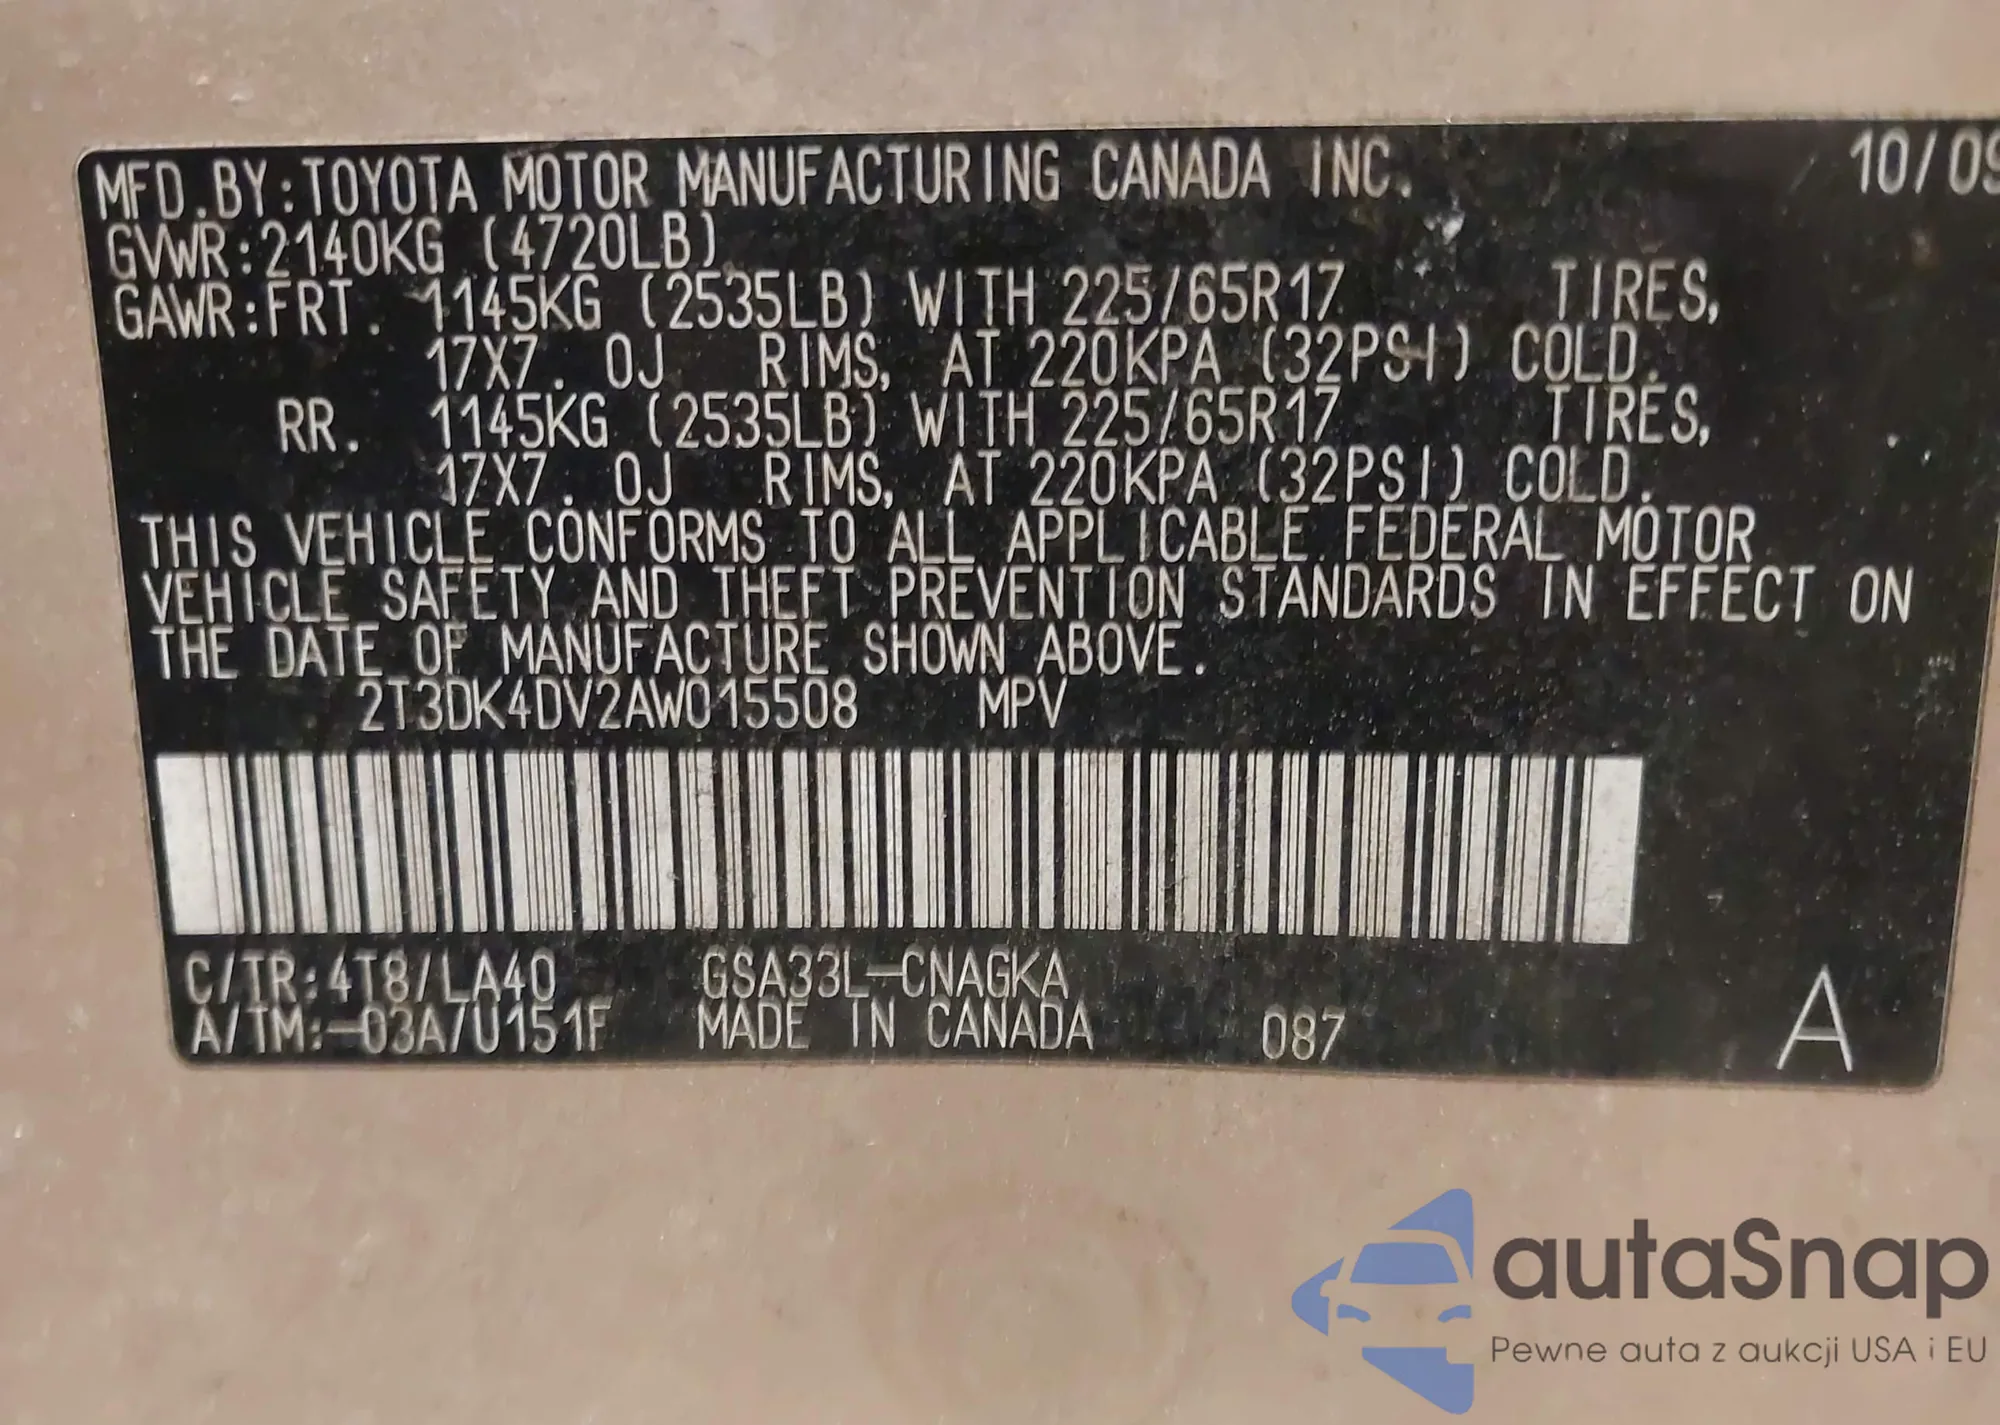 MFD.BY:TOYOTA MOTOR MANUFACTURING CANADA INC. 10/09
GVWR:2140KG (4720LB)
GAWR:FRT. 1145KG (2535LB) WITH 225/65R17 TIRES,
17X7.0J RIMS, AT 220KPA (32PSI) COLD.
RR. 1145KG (2535LB) WITH 225/65R17 TIRES,
17X7.0J RIMS, AT 220KPA (32PSI) COLD.
THIS VEHICLE CONFORMS TO ALL APPLICABLE FEDERAL MOTOR
VEHICLE SAFETY AND THEFT PREVENTION STANDARDS IN EFFECT ON
THE DATE OF MANUFACTURE SHOWN ABOVE.
2T3DK4DV2AW015508 MPV
C/TR:4T8/LA40 GSA33L-CNAGKA
A/TM:-03A/U151F MADE IN CANADA 087 A
autaSnap
Pewne auta z aukcji USA i EU